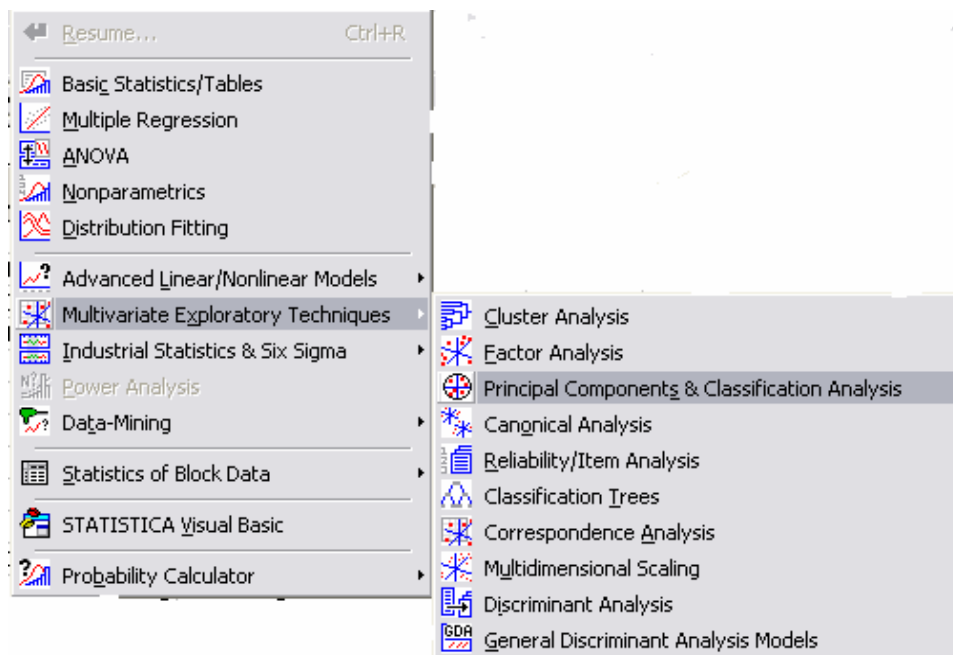 Resume... Ctrl+R
Basic Statistics/Tables
Multiple Regression
ANOVA
Nonparametrics
Distribution Fitting
Advanced Linear/Nonlinear Models
Multivariate Exploratory Techniques
Industrial Statistics & Six Sigma
Power Analysis
Data-Mining
Statistics of Block Data
STATISTICA Visual Basic
Probability Calculator
Cluster Analysis
Factor Analysis
Principal Components & Classification Analysis
Canonical Analysis
Reliability/Item Analysis
Classification Trees
Correspondence Analysis
Multidimensional Scaling
Discriminant Analysis
GDA General Discriminant Analysis Models